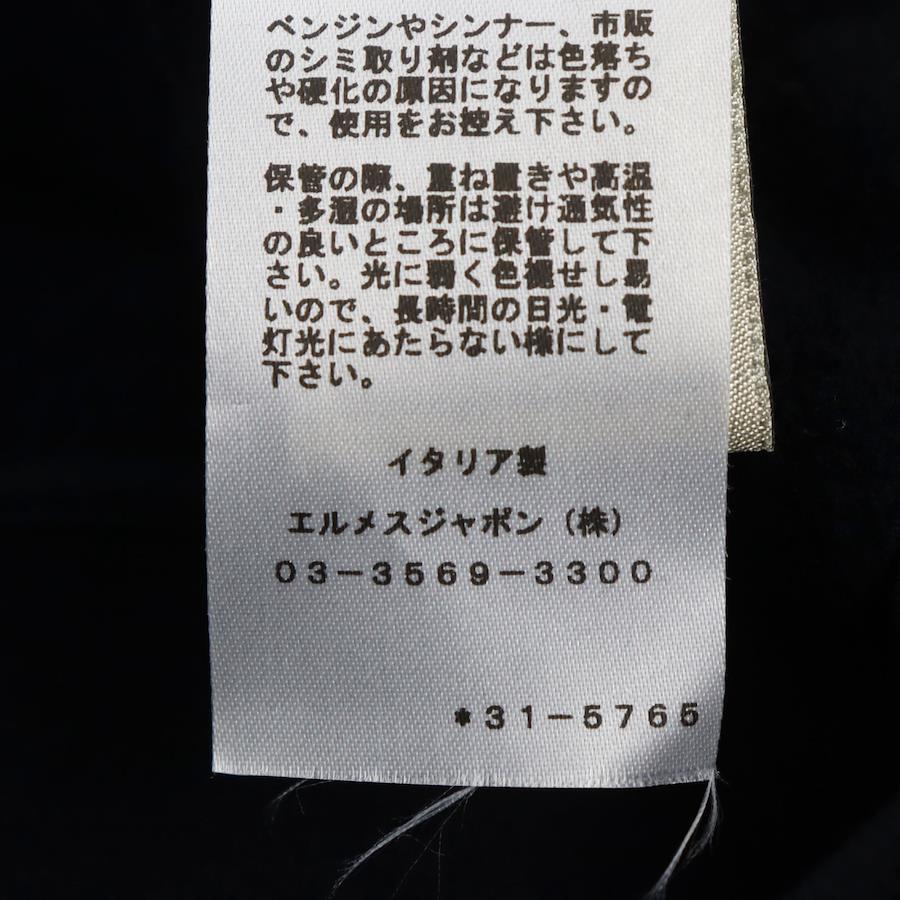 ベンジンやシンナー、市販
のシミ取り剤などは色落ち
や硬化の原因になりますの
で、使用をお控え下さい。
保管の際、重ね置きや高温
・多湿の場所は避け通気性
の良いところに保管して下
さい。光に弱く色褪せし易
いので、長時間の日光・電
灯光にあたらない様にして
下さい。
イタリア製
エルメスジャポン（株）
03-3569-3300
*31-5765